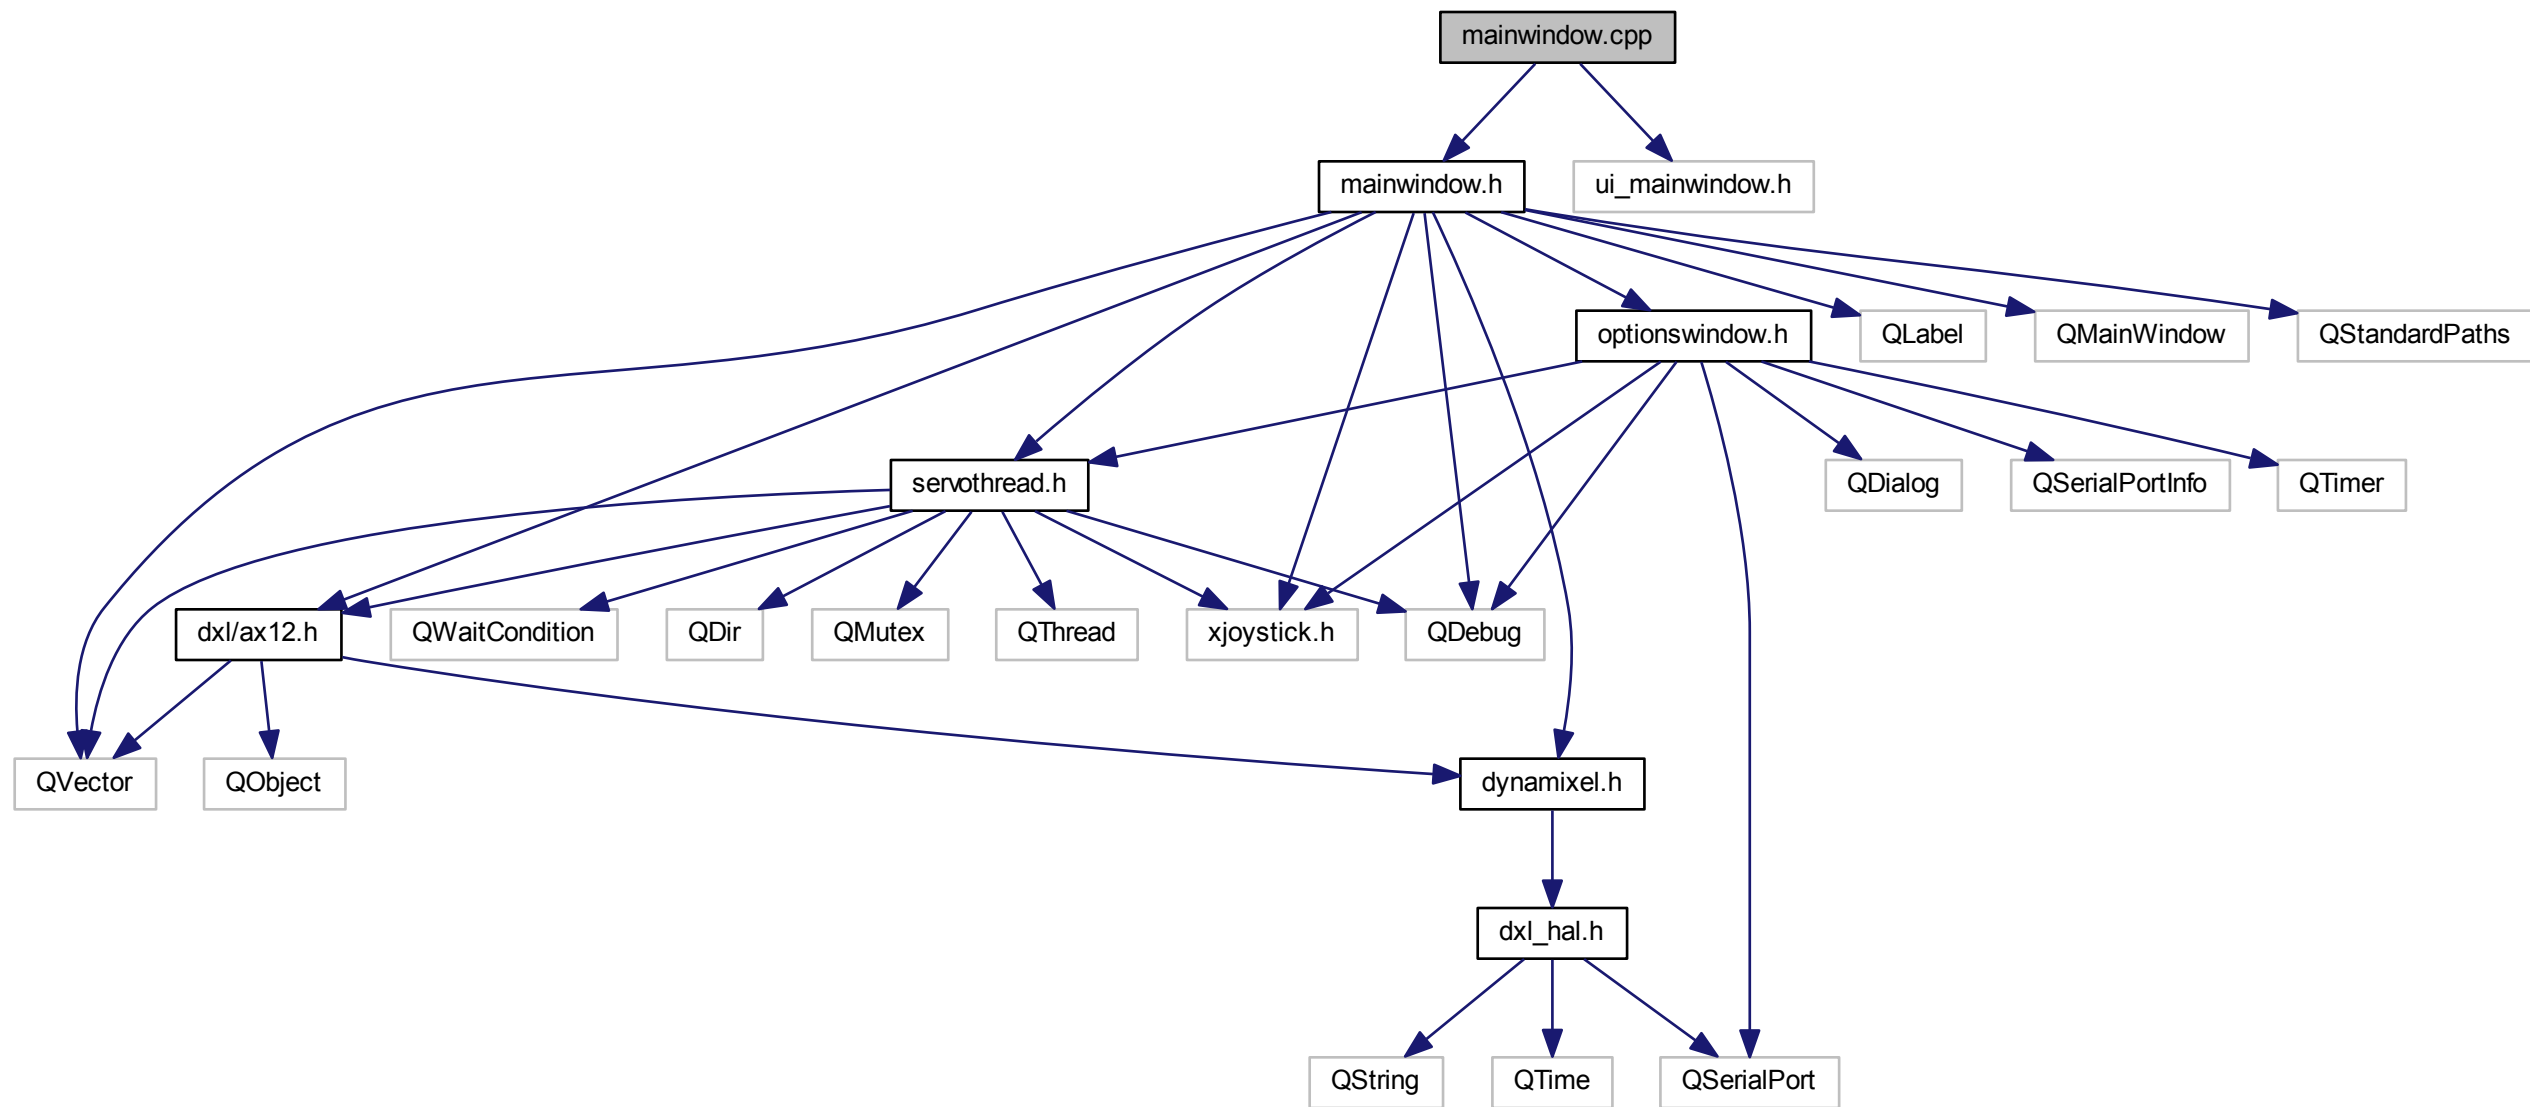 mainwindow.cpp
mainwindow.h
ui_mainwindow.h
optionswindow.h
QLabel
QMainWindow
QStandardPaths
servothread.h
QDialog
QSerialPortInfo
QTimer
dxl/ax12.h
QWaitCondition
QDir
QMutex
QThread
xjoystick.h
QDebug
QVector
QObject
dynamixel.h
dxl_hal.h
QString
QTime
QSerialPort